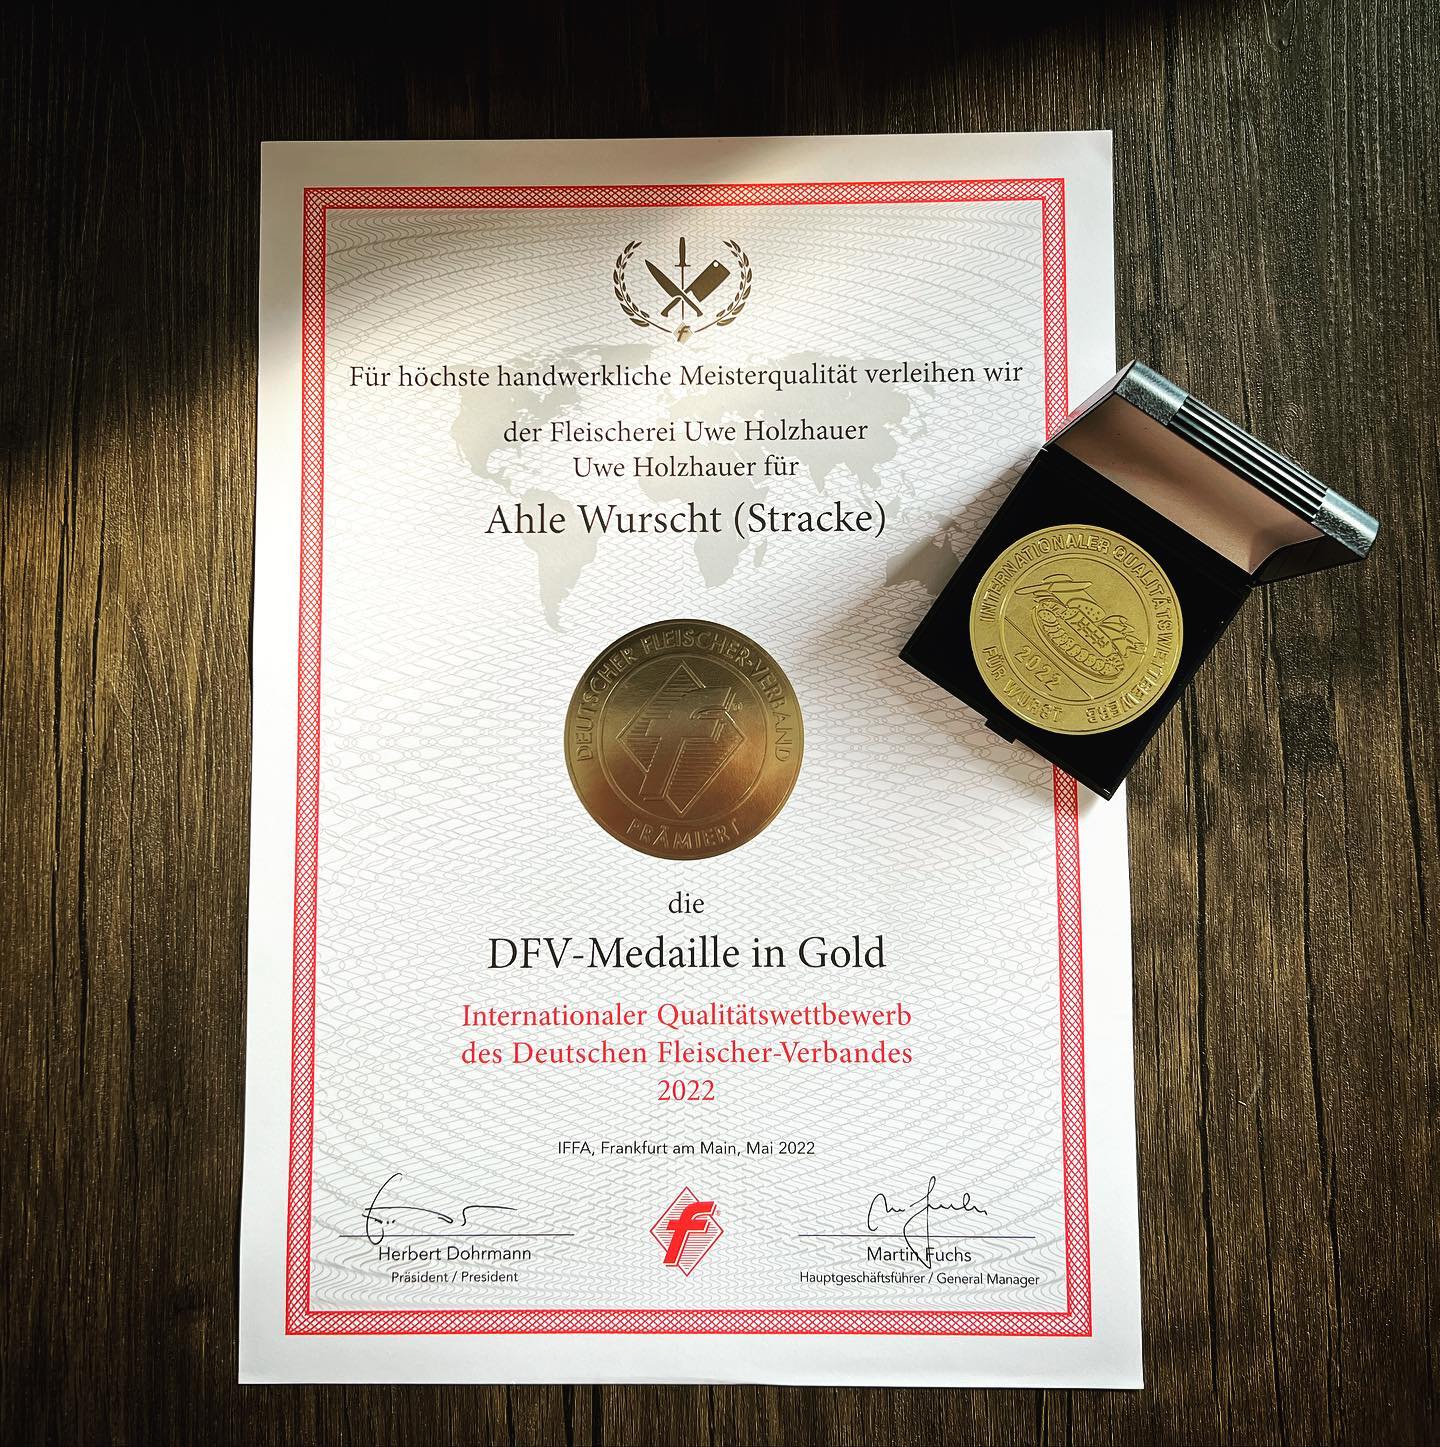 Für höchste handwerkliche Meisterqualität verleihen wir
der Fleischerei Uwe Holzhauer
Uwe Holzhauer für
Ahle Wurscht (Stracke)
INTERNATIONALER QUALITÄTSWETTBEWERB
FÜR WURST
2022
DEUTSCHER FLEISCHER-VERBAND
f
PRÄMIERT
die
DFV-Medaille in Gold
Internationaler Qualitätswettbewerb
des Deutschen Fleischer-Verbandes
2022
IFFA, Frankfurt am Main, Mai 2022
f
Herbert Dohrmann
Präsident / President
Martin Fuchs
Hauptgeschäftsführer / General Manager